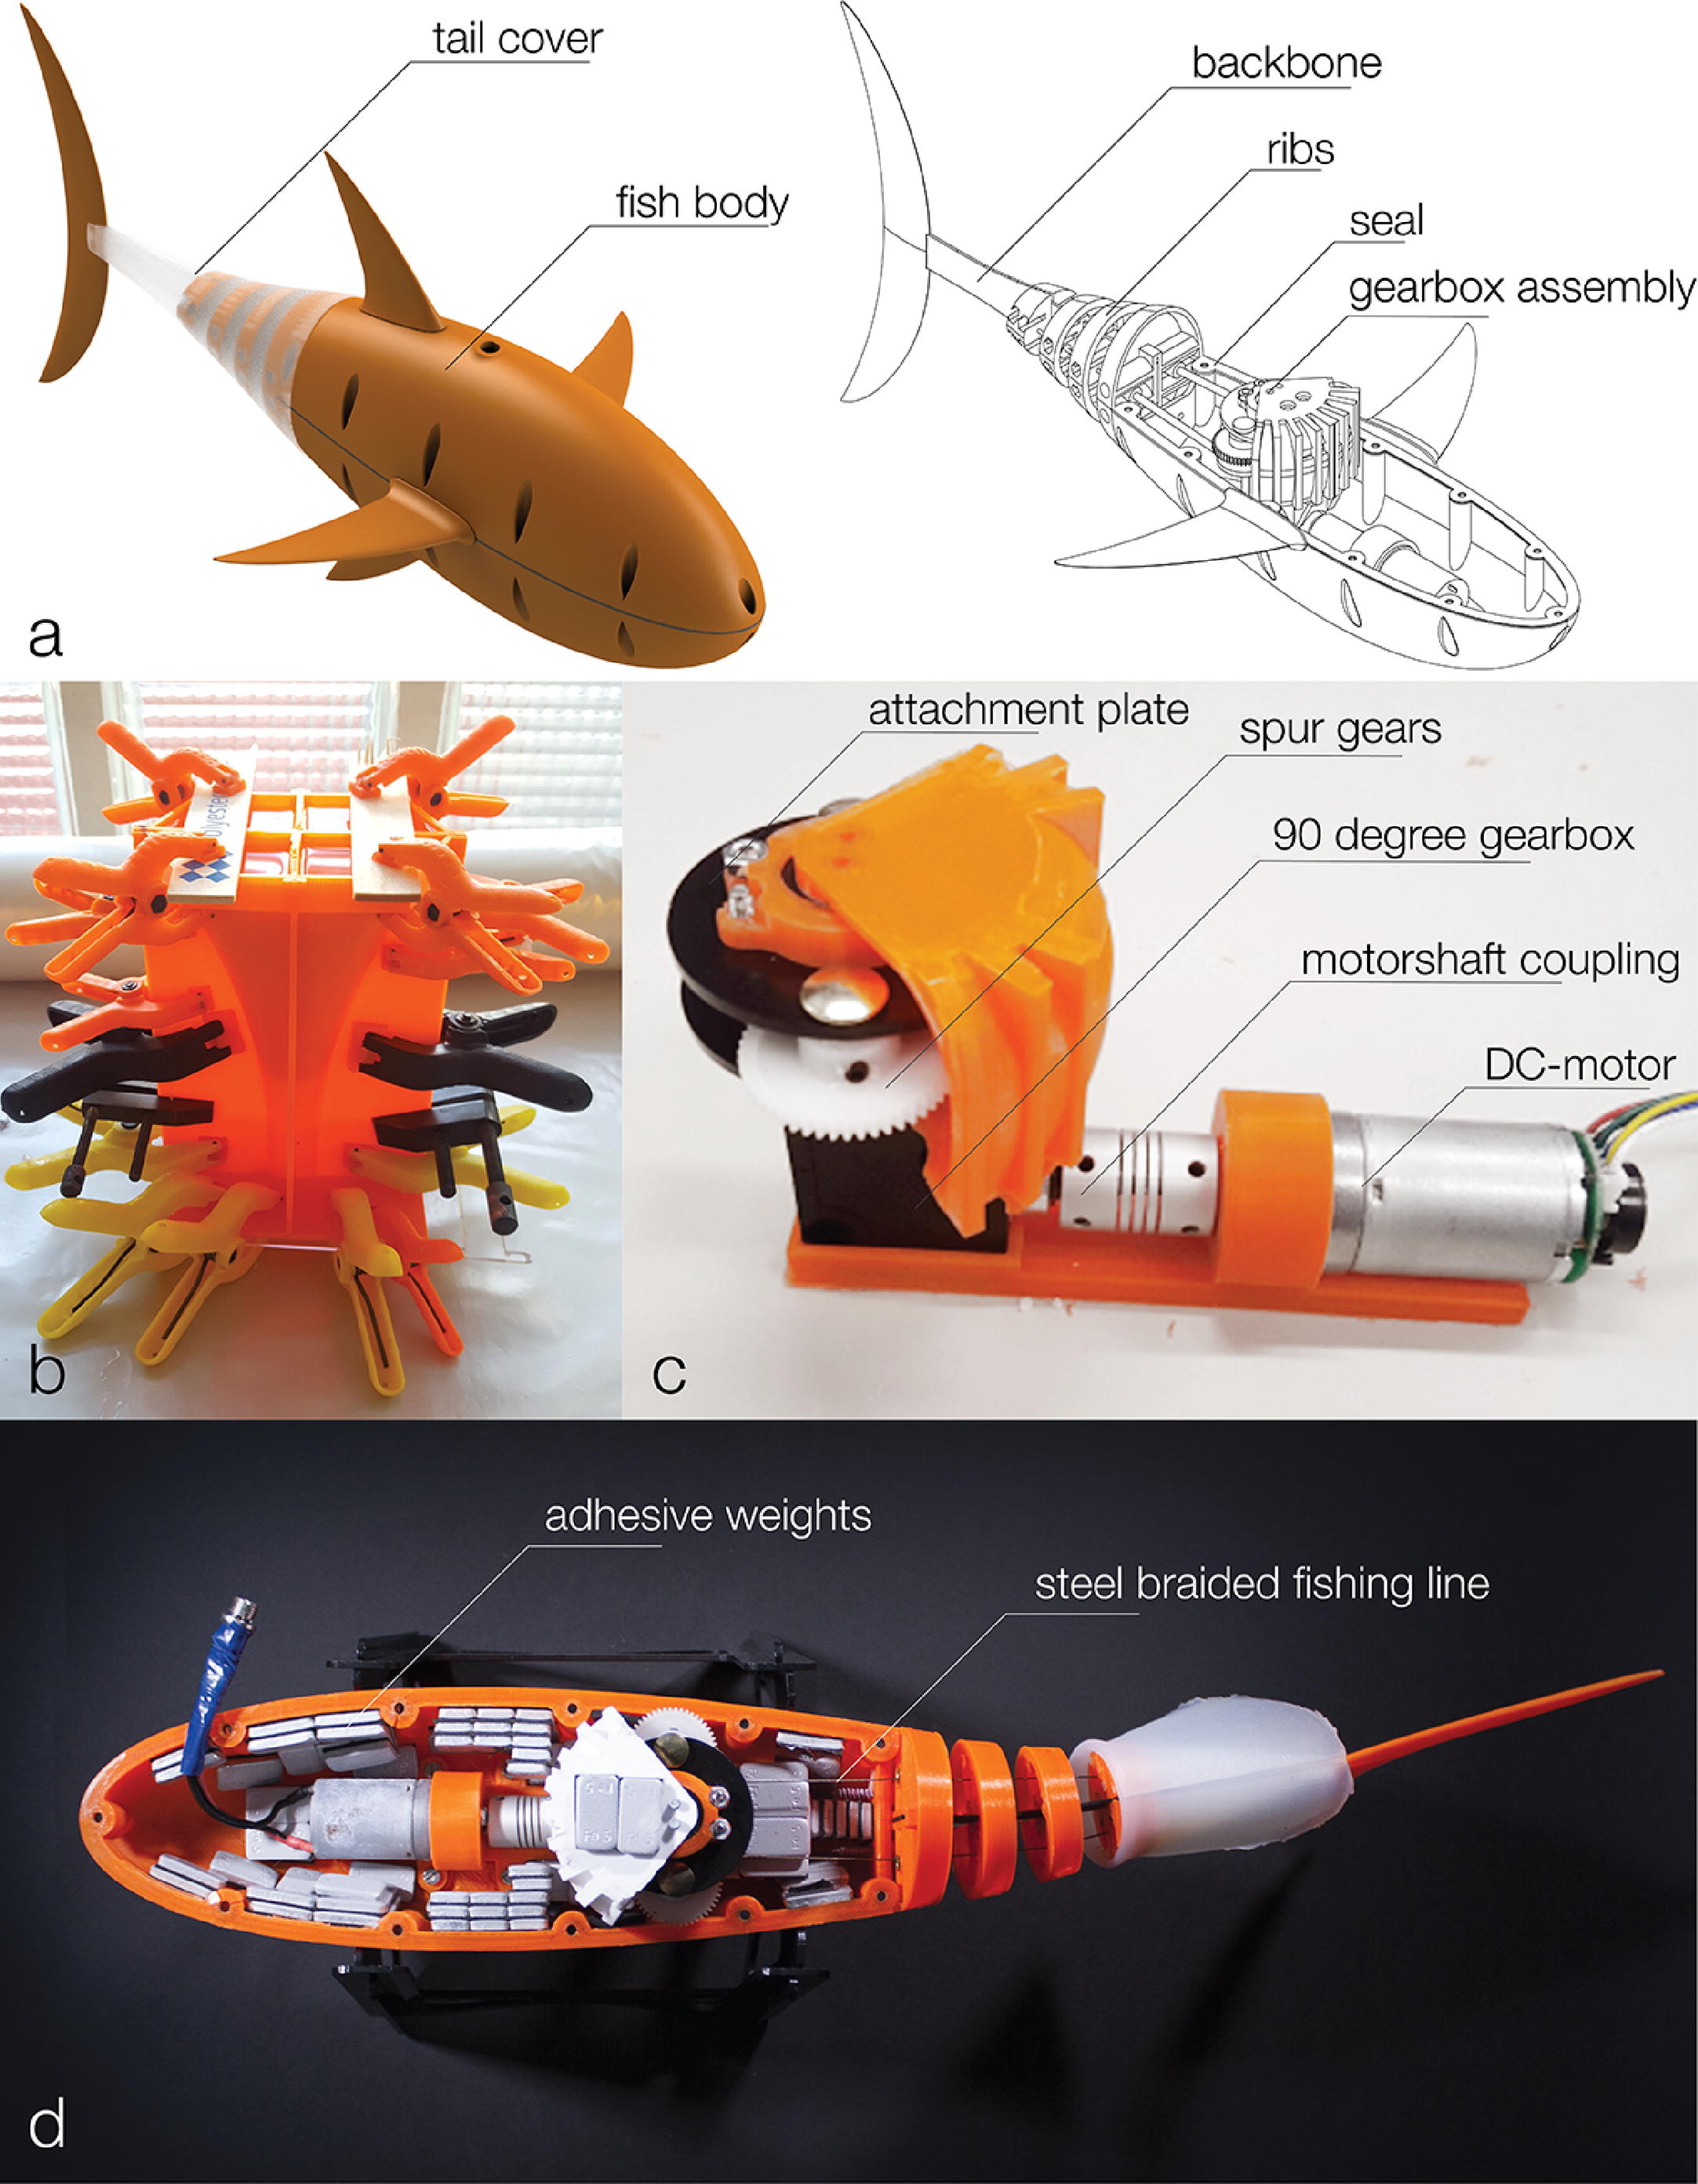 tail cover
backbone
ribs
fish body
seal
gearbox assembly
a
attachment plate
spur gears
90 degree gearbox
motorshaft coupling
DC-motor
b
c
adhesive weights
steel braided fishing line
d